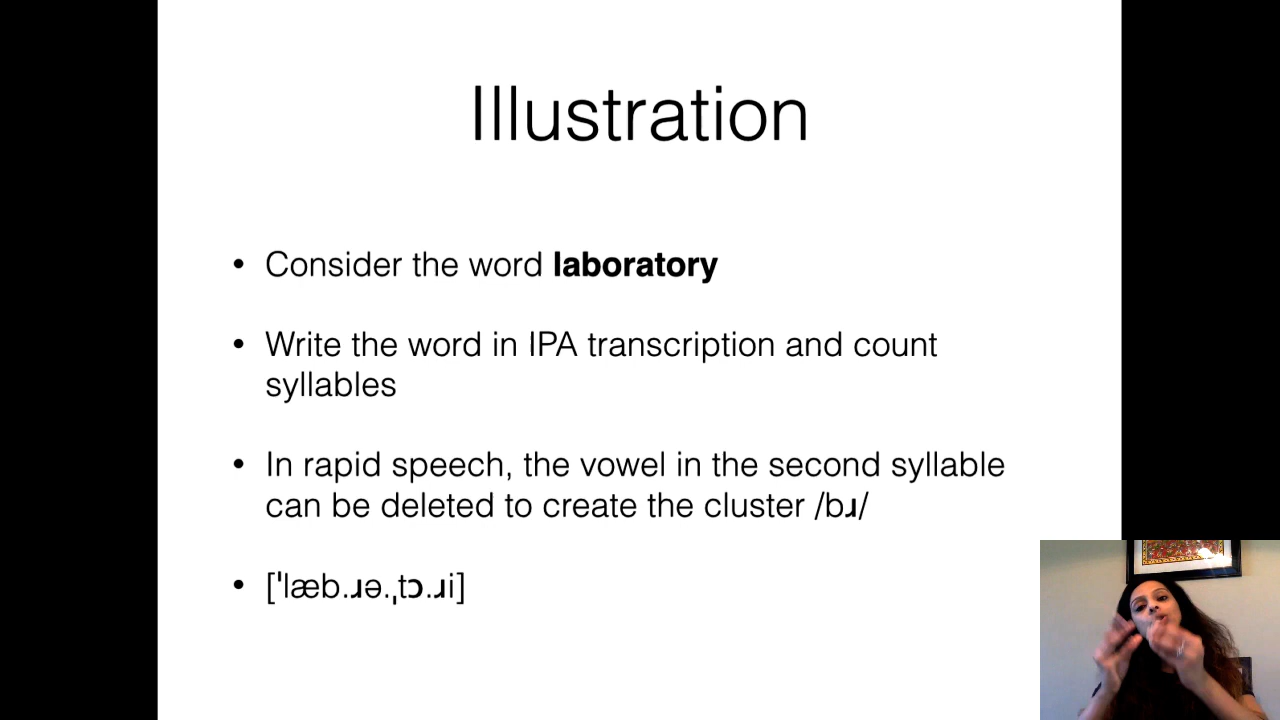 Illustration
• Consider the word laboratory
• Write the word in IPA transcription and count
syllables
• In rapid speech, the vowel in the second syllable
can be deleted to create the cluster /bɹ/
• [ˈlæb.ɹə.ˌtɔ.ɹi]